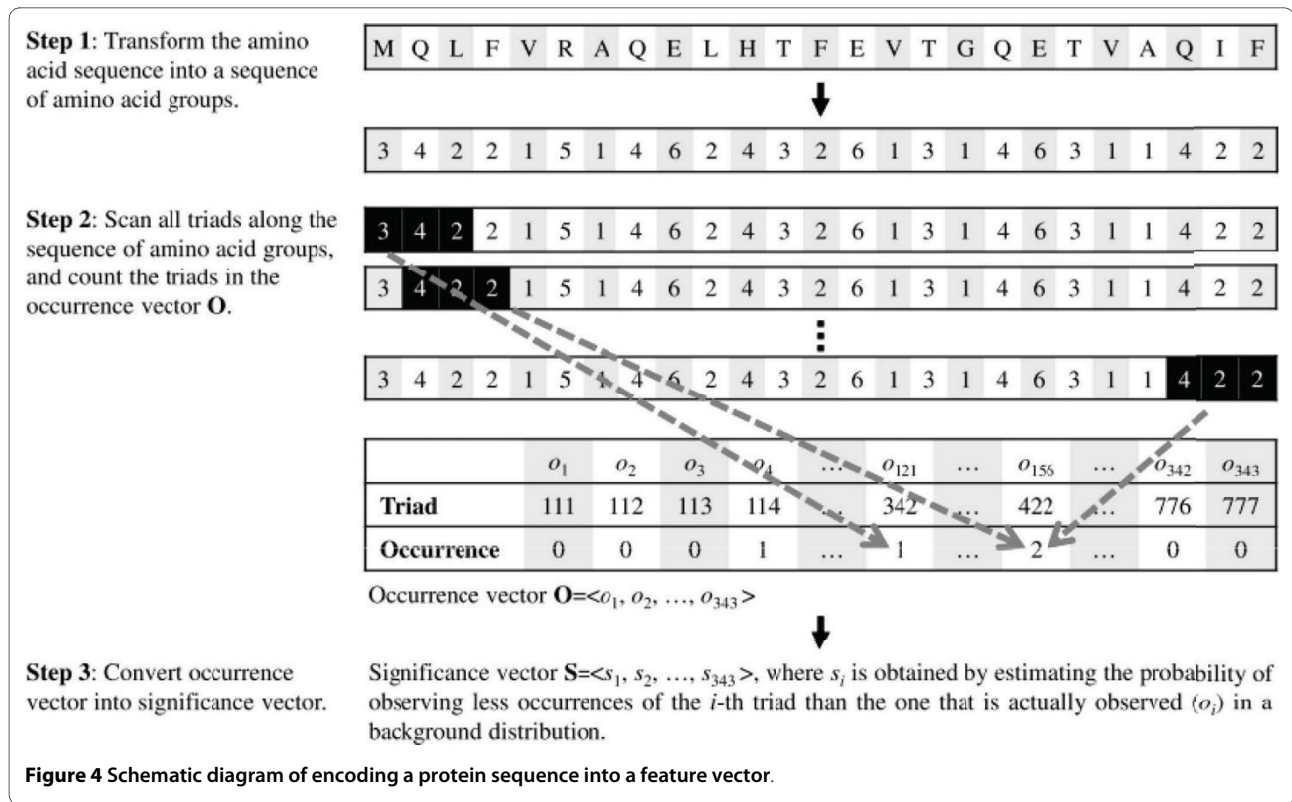 Step 1: Transform the amino
acid sequence into a sequence
of amino acid groups.
M Q L F V R A Q E L H T F E V T G Q E T V A Q I F
3 4 2 2 1 5 1 4 6 2 4 3 2 6 1 3 1 4 6 3 1 1 4 2 2
Step 2: Scan all triads along the
sequence of amino acid groups,
and count the triads in the
occurrence vector O.
3 4 2 2 1 5 1 4 6 2 4 3 2 6 1 3 1 4 6 3 1 1 4 2 2
3 4 2 2 1 5 1 4 6 2 4 3 2 6 1 3 1 4 6 3 1 1 4 2 2
3 4 2 2 1 5 1 4 6 2 4 3 2 6 1 3 1 4 6 3 1 1 4 2 2
o1 o2 o3 o4 ... o121 ... o156 ... o342 o343
Triad 111 112 113 114 ... 342 ... 422 ... 776 777
Occurrence 0 0 0 1 ... 1 ... 2 ... 0 0
Occurrence vector O=<o1, o2, ..., o343>
Step 3: Convert occurrence
vector into significance vector.
Significance vector S=<s1, s2, ..., s343>, where si is obtained by estimating the probability of
observing less occurrences of the i-th triad than the one that is actually observed (oi) in a
background distribution.
Figure 4 Schematic diagram of encoding a protein sequence into a feature vector.